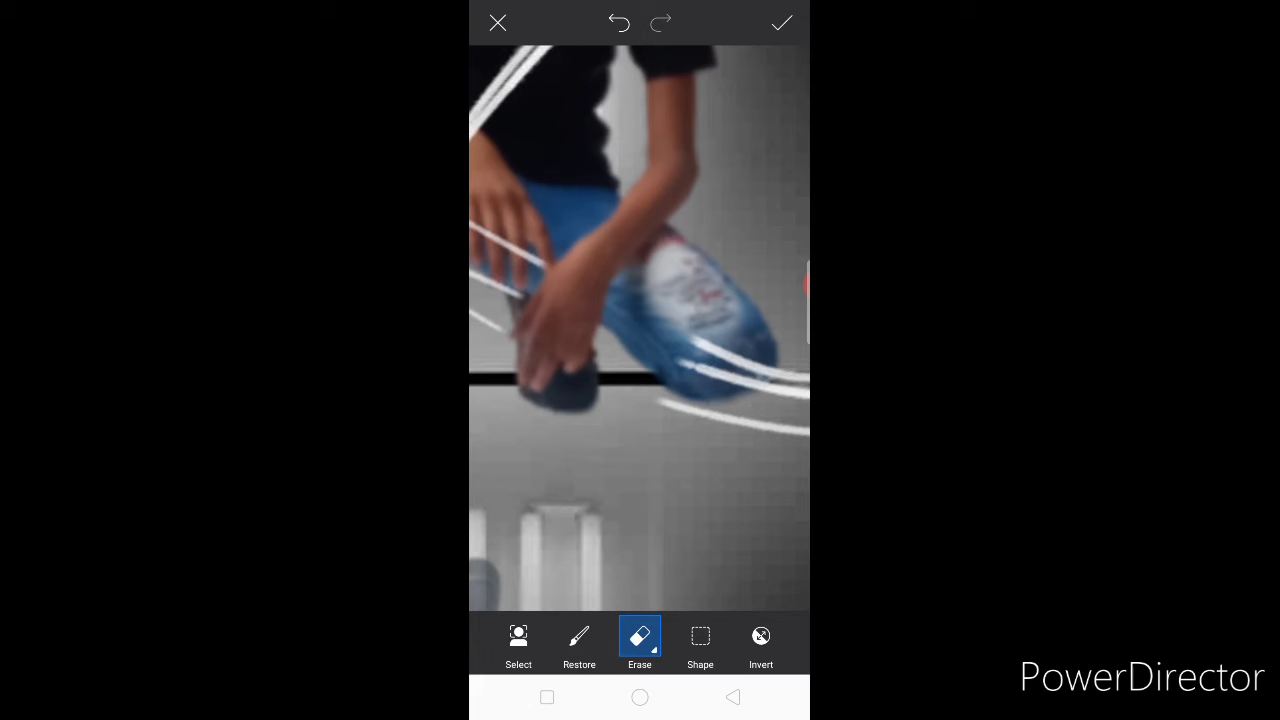 Select
Restore
Erase
Shape
Invert
PowerDirector